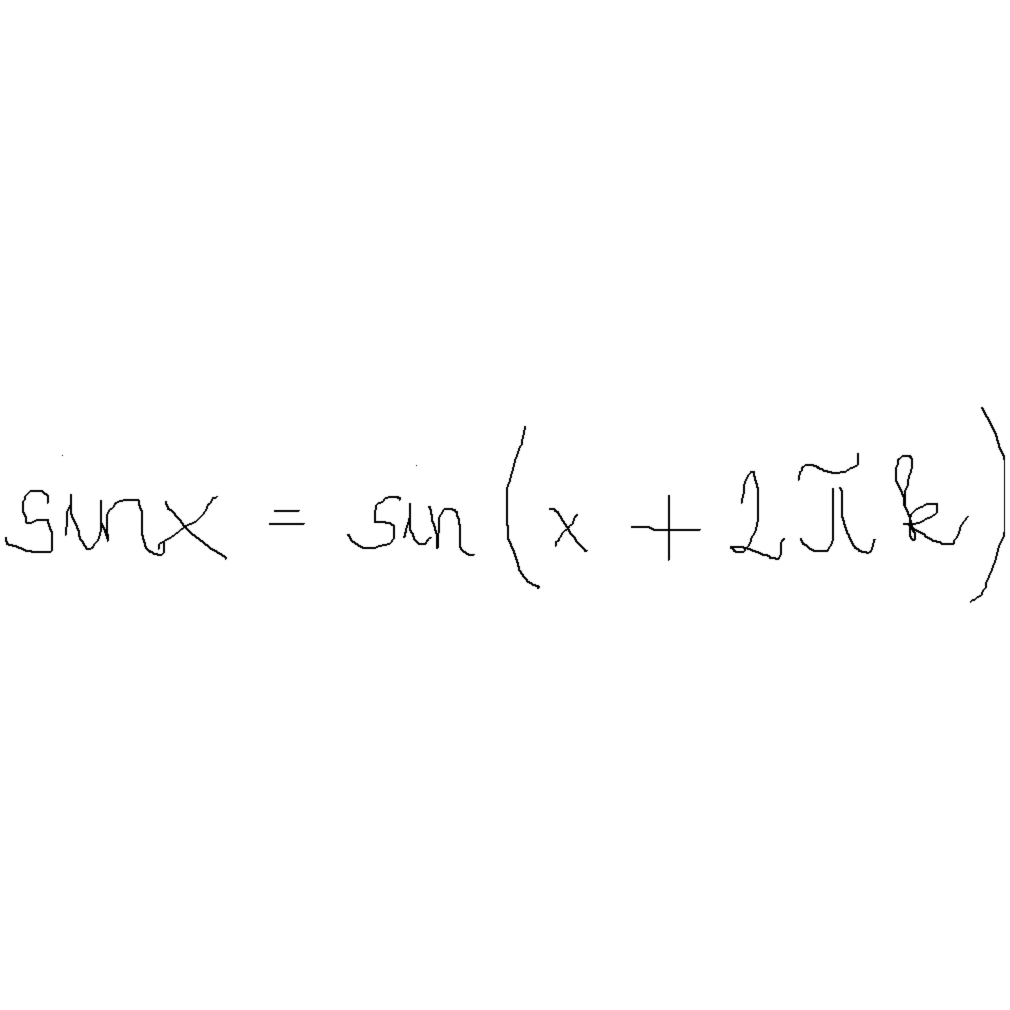 sinx = sin(x + 2πk)